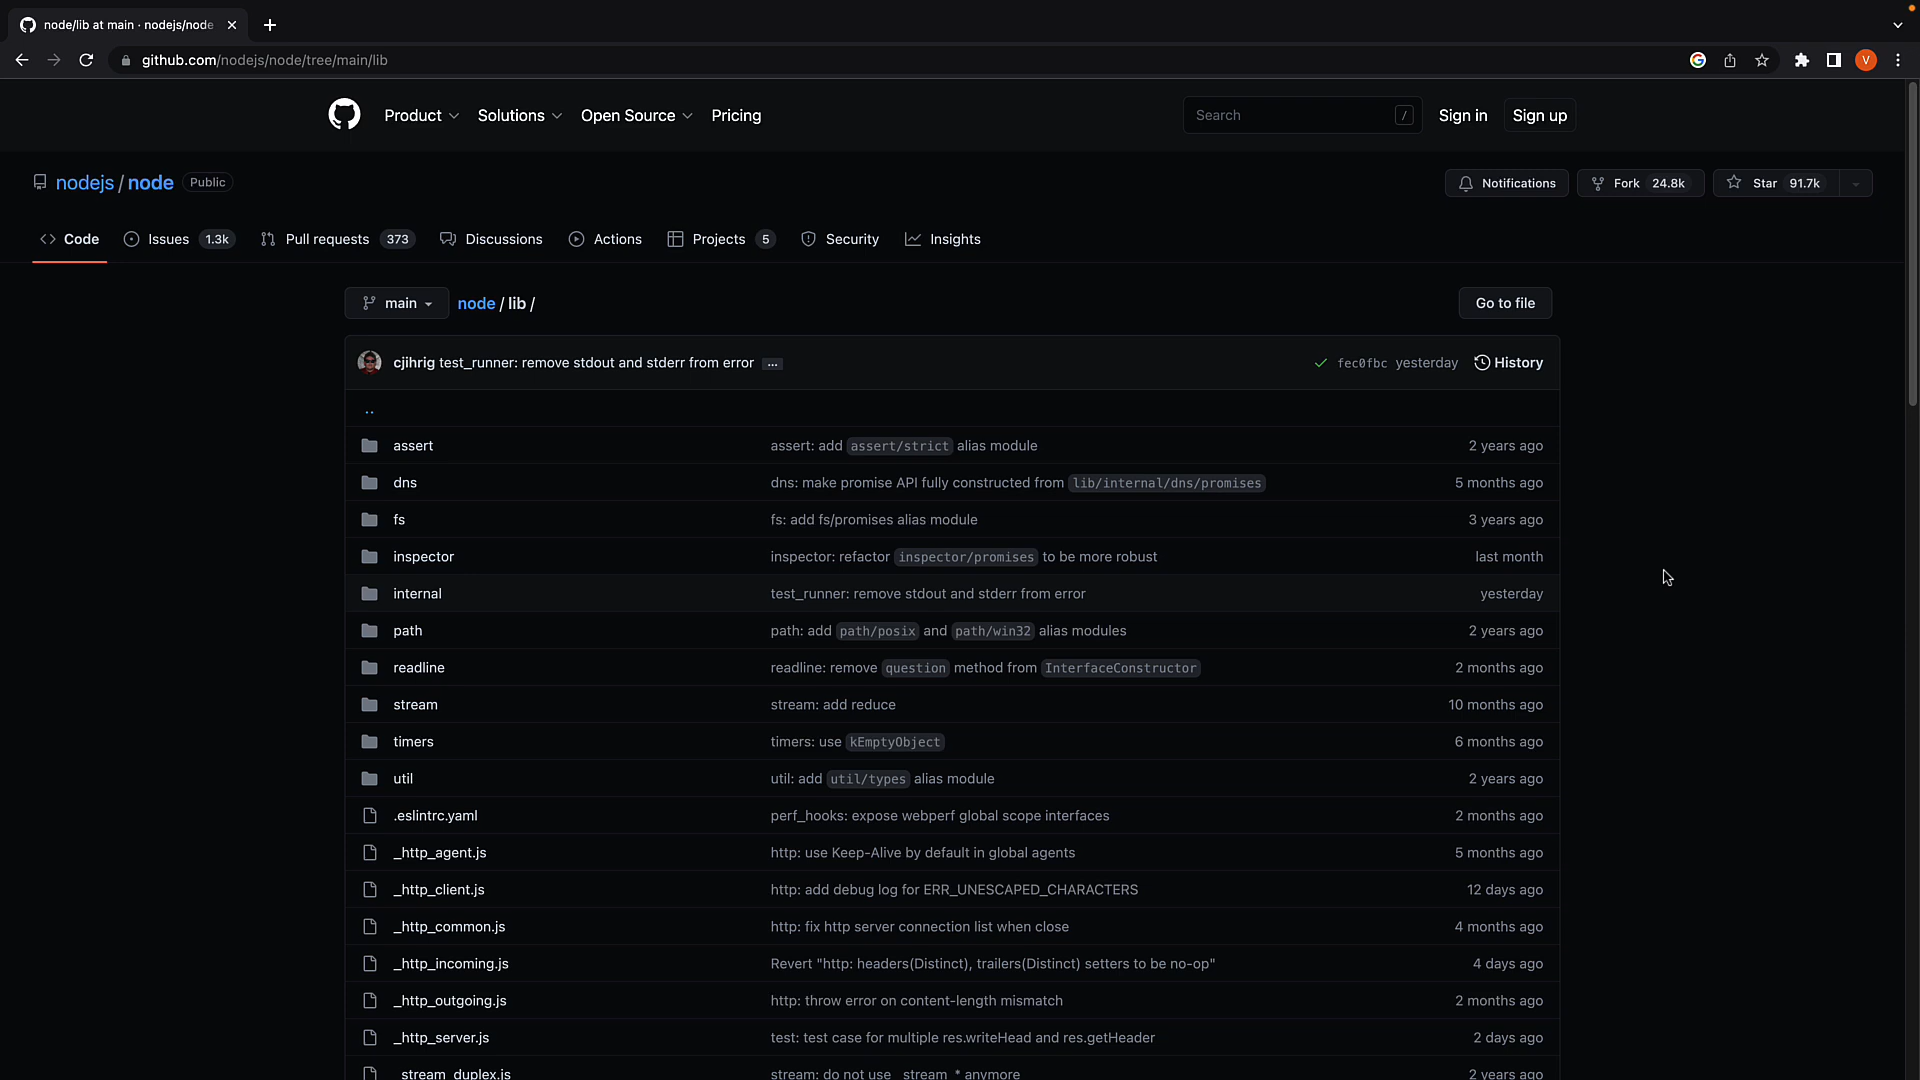 node/lib at main · nodejs/node
github.com/nodejs/node/tree/main/lib
V
Product Solutions Open Source Pricing Search / Sign in Sign up
nodejs / node Public Notifications Fork 24.8k Star 91.7k
Code Issues 1.3k Pull requests 373 Discussions Actions Projects 5 Security Insights
main node / lib / Go to file
cjihrig test_runner: remove stdout and stderr from error ... fec0fbc yesterday History
..
assert assert: add assert/strict alias module 2 years ago
dns dns: make promise API fully constructed from lib/internal/dns/promises 5 months ago
fs fs: add fs/promises alias module 3 years ago
inspector inspector: refactor inspector/promises to be more robust last month
internal test_runner: remove stdout and stderr from error yesterday
path path: add path/posix and path/win32 alias modules 2 years ago
readline readline: remove question method from InterfaceConstructor 2 months ago
stream stream: add reduce 10 months ago
timers timers: use kEmptyObject 6 months ago
util util: add util/types alias module 2 years ago
.eslintrc.yaml perf_hooks: expose webperf global scope interfaces 2 months ago
_http_agent.js http: use Keep-Alive by default in global agents 5 months ago
_http_client.js http: add debug log for ERR_UNESCAPED_CHARACTERS 12 days ago
_http_common.js http: fix http server connection list when close 4 months ago
_http_incoming.js Revert "http: headers(Distinct), trailers(Distinct) setters to be no-op" 4 days ago
_http_outgoing.js http: throw error on content-length mismatch 2 months ago
_http_server.js test: test case for multiple res.writeHead and res.getHeader 2 days ago
_stream_duplex.js stream: do not use _stream_* anymore 2 years ago